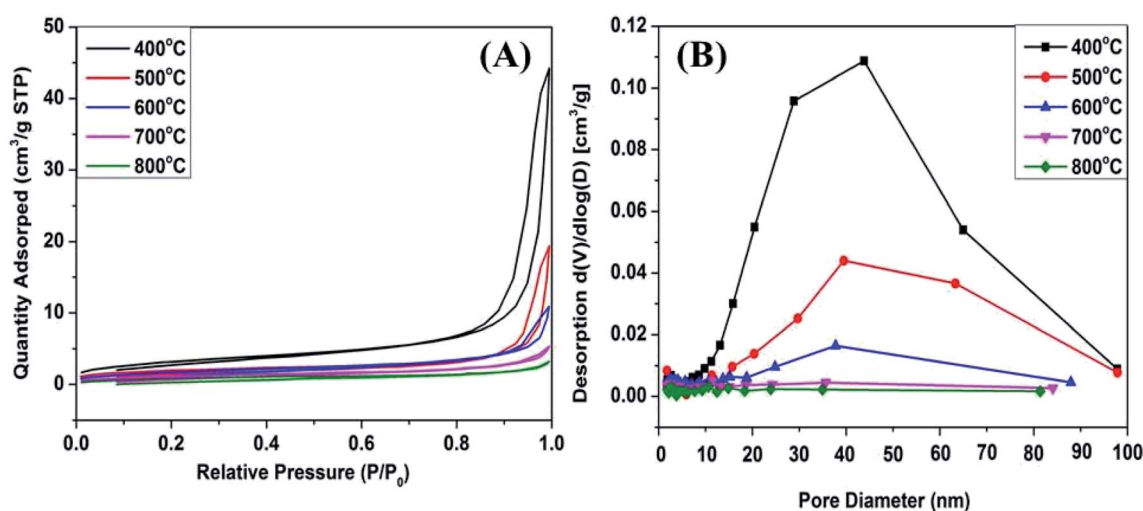 (A)
400°C
500°C
600°C
700°C
800°C
50
40
30
20
10
0
Quantity Adsorped (cm³/g STP)
0.0 0.2 0.4 0.6 0.8 1.0
Relative Pressure (P/P₀)
(B)
400°C
500°C
600°C
700°C
800°C
0.12
0.10
0.08
0.06
0.04
0.02
0.00
Desorption d(V)/dlog(D) [cm³/g]
0 10 20 30 40 50 60 70 80 90 100
Pore Diameter (nm)